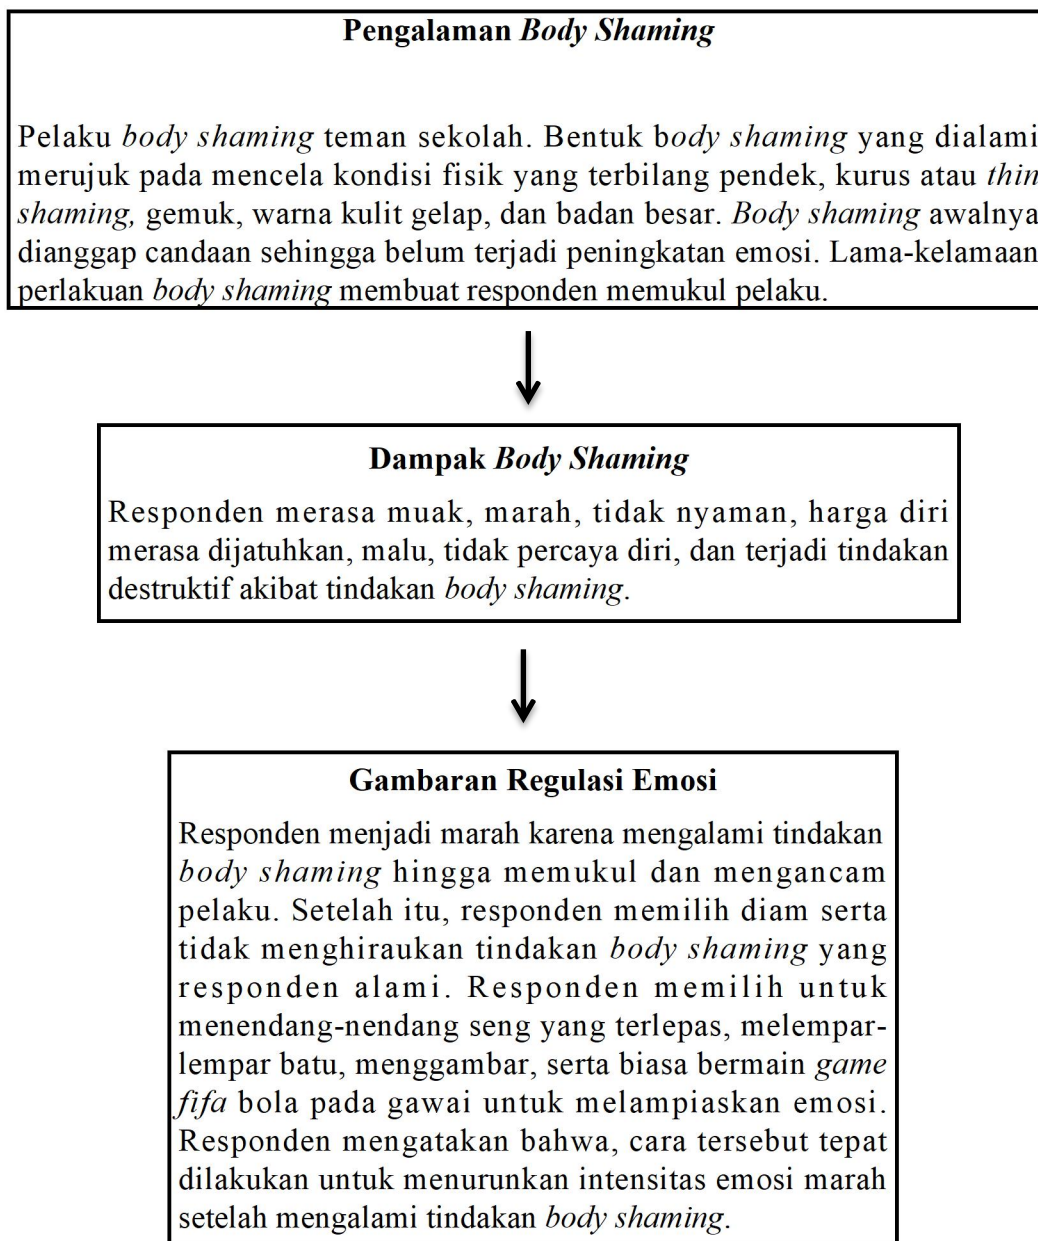 Pengalaman Body Shaming
Pelaku body shaming teman sekolah. Bentuk body shaming yang dialami
merujuk pada mencela kondisi fisik yang terbilang pendek, kurus atau thin
shaming, gemuk, warna kulit gelap, dan badan besar. Body shaming awalnya
dianggap candaan sehingga belum terjadi peningkatan emosi. Lama-kelamaan
perlakuan body shaming membuat responden memukul pelaku.
Dampak Body Shaming
Responden merasa muak, marah, tidak nyaman, harga diri
merasa dijatuhkan, malu, tidak percaya diri, dan terjadi tindakan
destruktif akibat tindakan body shaming.
Gambaran Regulasi Emosi
Responden menjadi marah karena mengalami tindakan
body shaming hingga memukul dan mengancam
pelaku. Setelah itu, responden memilih diam serta
tidak menghiraukan tindakan body shaming yang
responden alami. Responden memilih untuk
menendang-nendang seng yang terlepas, melempar-
lempar batu, menggambar, serta biasa bermain game
fifa bola pada gawai untuk melampiaskan emosi.
Responden mengatakan bahwa, cara tersebut tepat
dilakukan untuk menurunkan intensitas emosi marah
setelah mengalami tindakan body shaming.